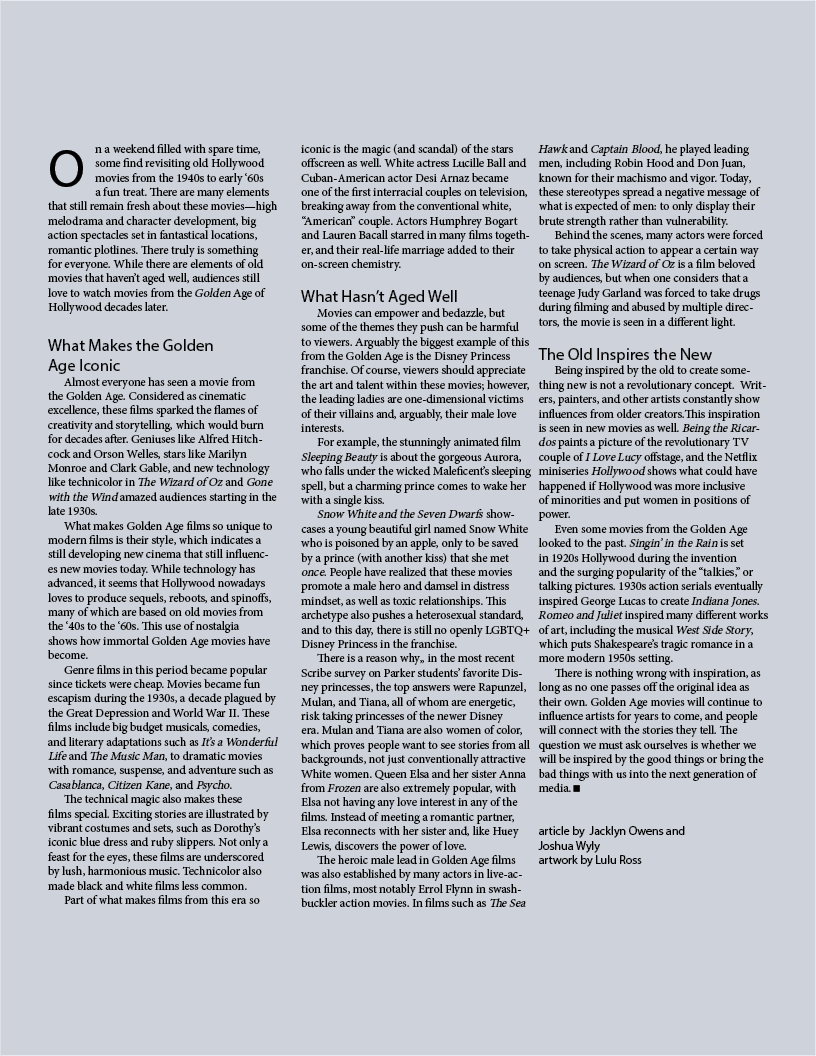 On a weekend filled with spare time,
some find revisiting old Hollywood
movies from the 1940s to early ‘60s
a fun treat. There are many elements
that still remain fresh about these movies—high
melodrama and character development, big
action spectacles set in fantastical locations,
romantic plotlines. There truly is something
for everyone. While there are elements of old
movies that haven’t aged well, audiences still
love to watch movies from the Golden Age of
Hollywood decades later.
What Makes the Golden
Age Iconic
Almost everyone has seen a movie from
the Golden Age. Considered as cinematic
excellence, these films sparked the flames of
creativity and storytelling, which would burn
for decades after. Geniuses like Alfred Hitch-
cock and Orson Welles, stars like Marilyn
Monroe and Clark Gable, and new technology
like technicolor in The Wizard of Oz and Gone
with the Wind amazed audiences starting in the
late 1930s.
What makes Golden Age films so unique to
modern films is their style, which indicates a
still developing new cinema that still influenc-
es new movies today. While technology has
advanced, it seems that Hollywood nowadays
loves to produce sequels, reboots, and spinoffs,
many of which are based on old movies from
the ‘40s to the ‘60s. This use of nostalgia
shows how immortal Golden Age movies have
become.
Genre films in this period became popular
since tickets were cheap. Movies became fun
escapism during the 1930s, a decade plagued by
the Great Depression and World War II. These
films include big budget musicals, comedies,
and literary adaptations such as It’s a Wonderful
Life and The Music Man, to dramatic movies
with romance, suspense, and adventure such as
Casablanca, Citizen Kane, and Psycho.
The technical magic also makes these
films special. Exciting stories are illustrated by
vibrant costumes and sets, such as Dorothy’s
iconic blue dress and ruby slippers. Not only a
feast for the eyes, these films are underscored
by lush, harmonious music. Technicolor also
made black and white films less common.
Part of what makes films from this era so
iconic is the magic (and scandal) of the stars
offscreen as well. White actress Lucille Ball and
Cuban-American actor Desi Arnaz became
one of the first interracial couples on television,
breaking away from the conventional white,
“American” couple. Actors Humphrey Bogart
and Lauren Bacall starred in many films togeth-
er, and their real-life marriage added to their
on-screen chemistry.
What Hasn’t Aged Well
Movies can empower and bedazzle, but
some of the themes they push can be harmful
to viewers. Arguably the biggest example of this
from the Golden Age is the Disney Princess
franchise. Of course, viewers should appreciate
the art and talent within these movies; however,
the leading ladies are one-dimensional victims
of their villains and, arguably, their male love
interests.
For example, the stunningly animated film
Sleeping Beauty is about the gorgeous Aurora,
who falls under the wicked Maleficent’s sleeping
spell, but a charming prince comes to wake her
with a single kiss.
Snow White and the Seven Dwarfs show-
cases a young beautiful girl named Snow White
who is poisoned by an apple, only to be saved
by a prince (with another kiss) that she met
once. People have realized that these movies
promote a male hero and damsel in distress
mindset, as well as toxic relationships. This
archetype also pushes a heterosexual standard,
and to this day, there is still no openly LGBTQ+
Disney Princess in the franchise.
There is a reason why,, in the most recent
Scribe survey on Parker students’ favorite Dis-
ney princesses, the top answers were Rapunzel,
Mulan, and Tiana, all of whom are energetic,
risk taking princesses of the newer Disney
era. Mulan and Tiana are also women of color,
which proves people want to see stories from all
backgrounds, not just conventionally attractive
White women. Queen Elsa and her sister Anna
from Frozen are also extremely popular, with
Elsa not having any love interest in any of the
films. Instead of meeting a romantic partner,
Elsa reconnects with her sister and, like Huey
Lewis, discovers the power of love.
The heroic male lead in Golden Age films
was also established by many actors in live-ac-
tion films, most notably Errol Flynn in swash-
buckler action movies. In films such as The Sea
Hawk and Captain Blood, he played leading
men, including Robin Hood and Don Juan,
known for their machismo and vigor. Today,
these stereotypes spread a negative message of
what is expected of men: to only display their
brute strength rather than vulnerability.
Behind the scenes, many actors were forced
to take physical action to appear a certain way
on screen. The Wizard of Oz is a film beloved
by audiences, but when one considers that a
teenage Judy Garland was forced to take drugs
during filming and abused by multiple direc-
tors, the movie is seen in a different light.
The Old Inspires the New
Being inspired by the old to create some-
thing new is not a revolutionary concept.  Writ-
ers, painters, and other artists constantly show
influences from older creators.This inspiration
is seen in new movies as well. Being the Ricar-
dos paints a picture of the revolutionary TV
couple of I Love Lucy offstage, and the Netflix
miniseries Hollywood shows what could have
happened if Hollywood was more inclusive
of minorities and put women in positions of
power.
Even some movies from the Golden Age
looked to the past. Singin’ in the Rain is set
in 1920s Hollywood during the invention
and the surging popularity of the “talkies,” or
talking pictures. 1930s action serials eventually
inspired George Lucas to create Indiana Jones.
Romeo and Juliet inspired many different works
of art, including the musical West Side Story,
which puts Shakespeare’s tragic romance in a
more modern 1950s setting.
There is nothing wrong with inspiration, as
long as no one passes off the original idea as
their own. Golden Age movies will continue to
influence artists for years to come, and people
will connect with the stories they tell. The
question we must ask ourselves is whether we
will be inspired by the good things or bring the
bad things with us into the next generation of
media. ■
article by  Jacklyn Owens and
Joshua Wyly
artwork by Lulu Ross